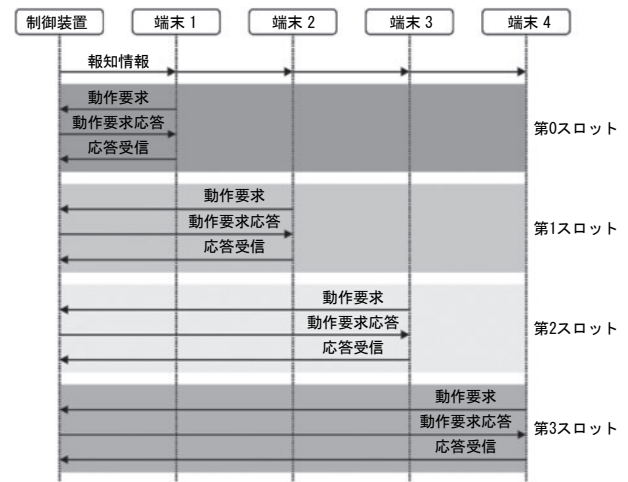 制御装置
端末 1
端末 2
端末 3
端末 4
報知情報
動作要求
動作要求応答
応答受信
第0スロット
動作要求
動作要求応答
応答受信
第1スロット
動作要求
動作要求応答
応答受信
第2スロット
動作要求
動作要求応答
応答受信
第3スロット